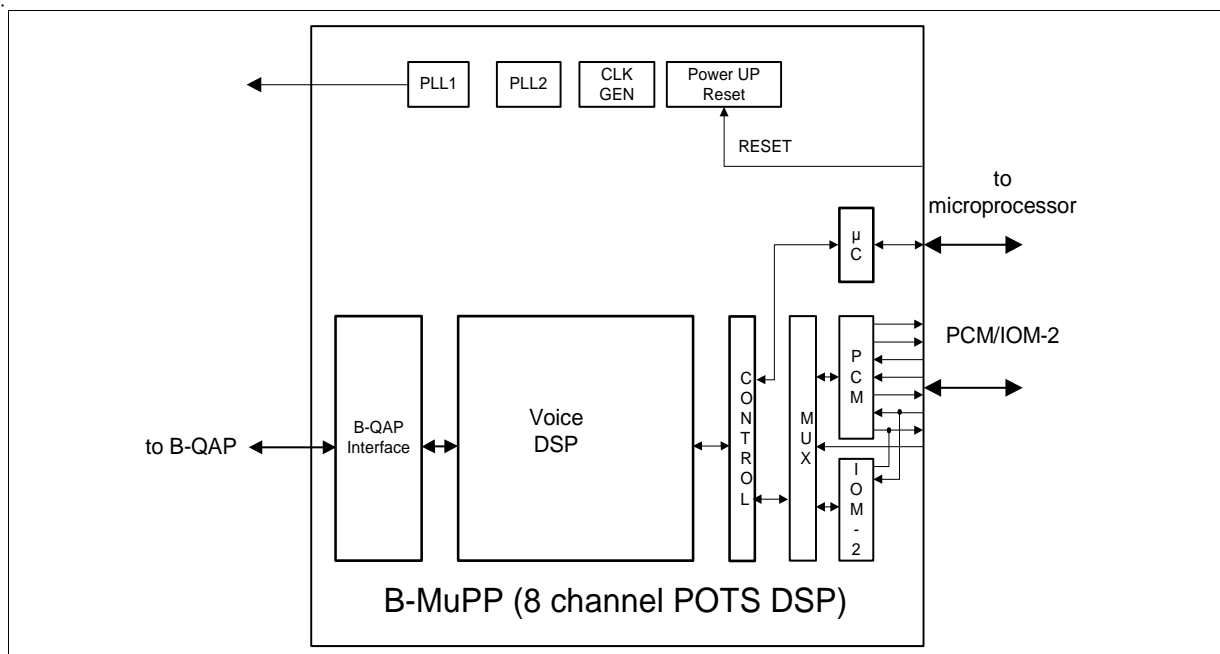 .
PLL1
PLL2
CLK
GEN
Power UP
Reset
RESET
to
microprocessor
µ
C
PCM/IOM-2
P
C
M
C
O
N
T
R
O
L
M
U
X
Voice
DSP
B-QAP
Interface
to B-QAP
I
O
M
-
2
B-MuPP (8 channel POTS DSP)